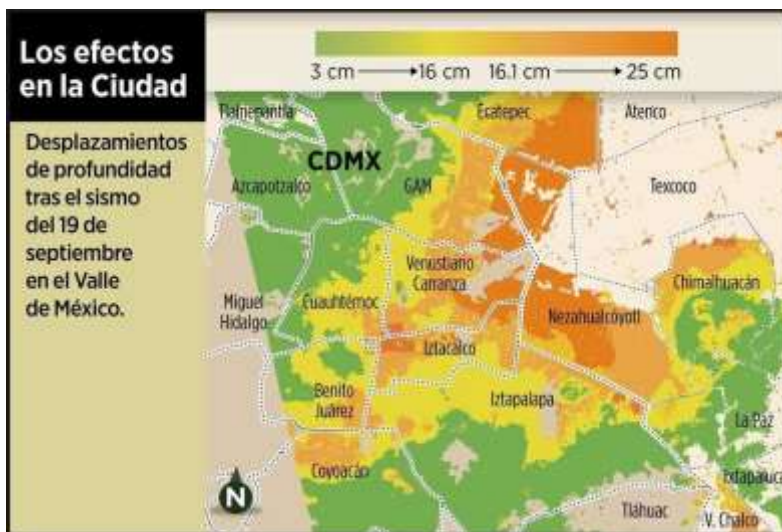 Los efectos
en la Ciudad
Desplazamientos
de profundidad
tras el sismo
del 19 de
septiembre
en el Valle
de México.
3 cm 16 cm 16.1 cm 25 cm
Tlalnepantla
Ecatepec
Atenco
CDMX
Azcapotzalco
GAM
Texcoco
Venustiano
Carranza
Chimalhuacán
Miguel
Hidalgo
Cuauhtémoc
Nezahualcóyotl
Iztacalco
Benito
Juárez
Iztapalapa
La Paz
Coyoacán
Ixtapaluca
Tláhuac
V. Chalco
N